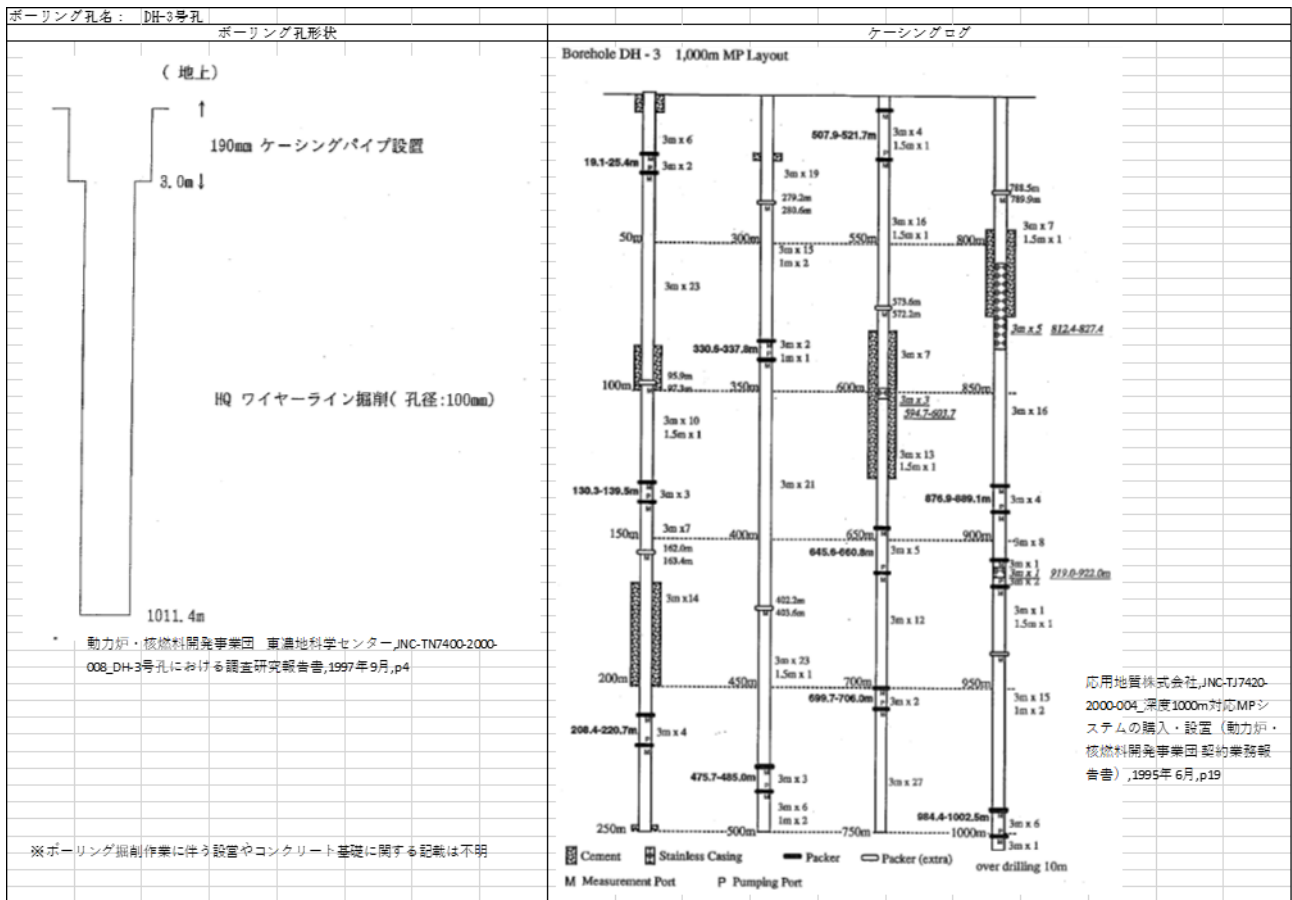 ボーリング孔名： DH-3号孔
ボーリング孔形状
ケーシングログ
( 地上)
190mm ケーシングパイプ設置
3.0m
HQ ワイヤーライン掘削( 孔径:100mm)
1011.4m
* 動力炉・核燃料開発事業団 東濃地科学センター,JNC-TN7400-2000-
008_DH-3号孔における調査研究報告書,1997年9月,p4
※ボーリング掘削作業に伴う設営やコンクリート基礎に関する記載は不明
Borehole DH - 3 1,000m MP Layout
3m x 6
19.1-25.4m
3m x 2
50m
3m x 23
95.9m
97.3m
100m
3m x 10
1.5m x 1
130.3-139.5m
3m x 3
3m x7
150m
162.0m
163.4m
3m x14
200m
208.4-220.7m
3m x 4
250m
3m x 19
279.2m
280.6m
300m
3m x 15
1m x 2
330.6-337.8m
3m x 2
1m x 1
350m
3m x 21
400m
402.2m
403.6m
3m x 23
1.5m x 1
450m
475.7-485.0m
3m x 3
3m x 6
1m x 2
500m
507.9-521.7m
3m x 4
1.5m x 1
3m x 16
1.5m x 1
550m
573.6m
572.2m
3m x 7
600m
3m x 3
594.7-603.7
3m x 13
1.5m x 1
650m
645.6-660.8m
3m x 5
3m x 12
700m
699.7-706.0m
3m x 2
3m x 27
750m
788.5m
789.9m
3m x 7
1.5m x 1
800m
3m x 5 812.4-827.4
850m
3m x 16
876.9-889.1m
3m x 4
900m
3m x 8
3m x 1
3m x 1 919.0-922.0m
3m x 2
3m x 1
1.5m x 1
950m
3m x 15
1m x 2
984.4-1002.5m
3m x 6
1000m
3m x 1
over drilling 10m
Cement
Stainless Casing
Packer
Packer (extra)
M Measurement Port
P Pumping Port
応用地質株式会社,JNC-TJ7420-
2000-004_深度1000m対応MPシ
ステムの購入・設置（動力炉・
核燃料開発事業団 契約業務報
告書）,1995年6月,p19